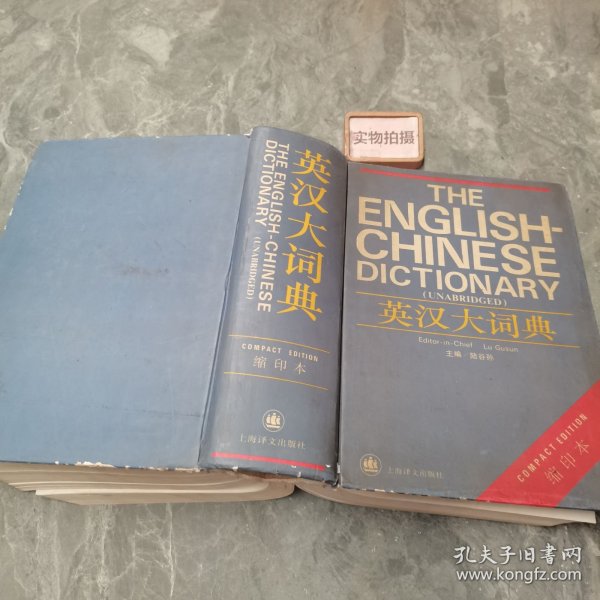 实物拍摄
英汉大词典
THE ENGLISH-CHINESE
DICTIONARY
(UNABRIDGED)
COMPACT EDITION
缩印本
上海译文出版社
THE
ENGLISH-
CHINESE
DICTIONARY
(UNABRIDGED)
英汉大词典
Editor-in-Chief Lu Gusun
主编 陆谷孙
COMPACT EDITION
缩印本
上海译文出版社
孔夫子旧书网
www.kongfz.com